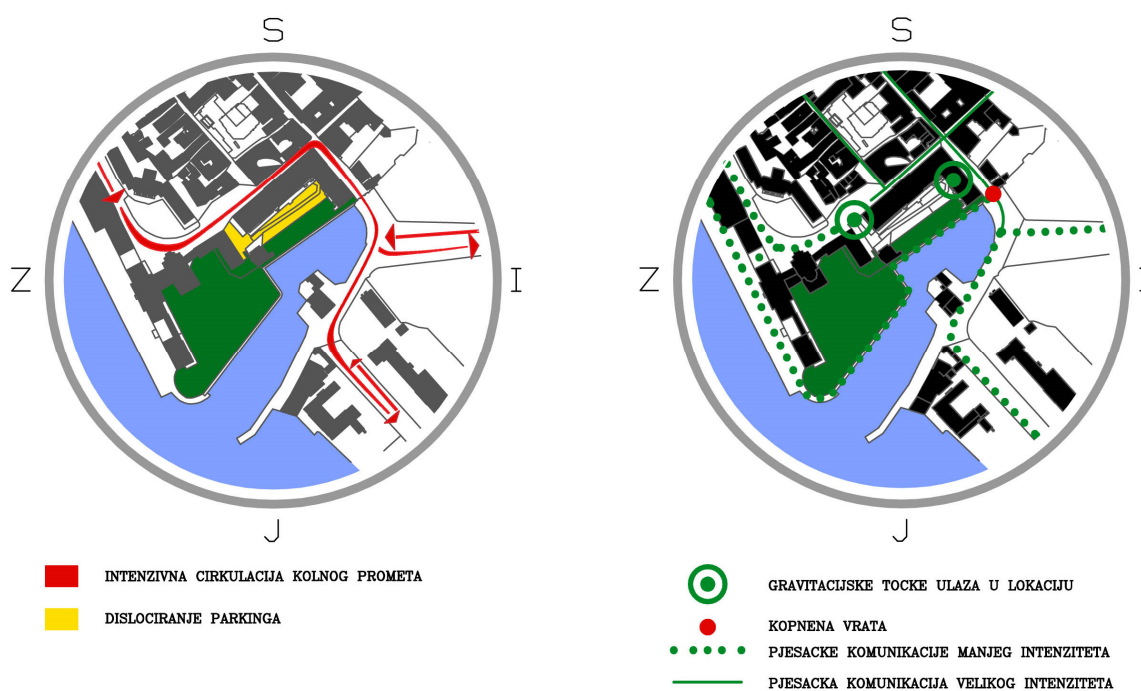 S
Z
I
J
INTENZIVNA CIRKULACIJA KOLNOG PROMETA
DISLOCIRANJE PARKINGA
S
Z
I
J
GRAVITACIJSKE TOCKE ULAZA U LOKACIJU
KOPNENA VRATA
PJESACKE KOMUNIKACIJE MANJEG INTENZITETA
PJESACKA KOMUNIKACIJA VELIKOG INTENZITETA